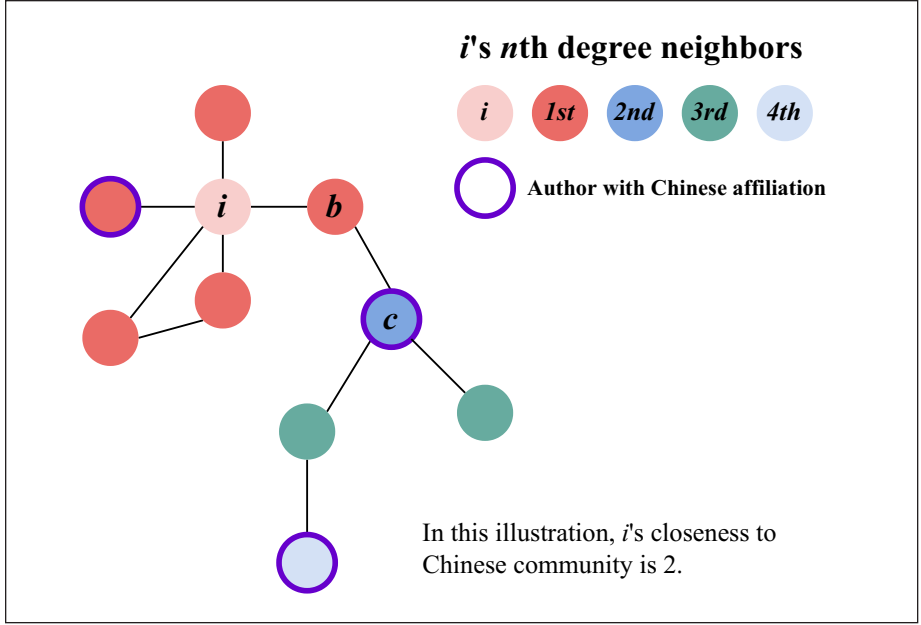 i's nth degree neighbors
i 1st 2nd 3rd 4th
Author with Chinese affiliation
i b
c
In this illustration, i's closeness to
Chinese community is 2.